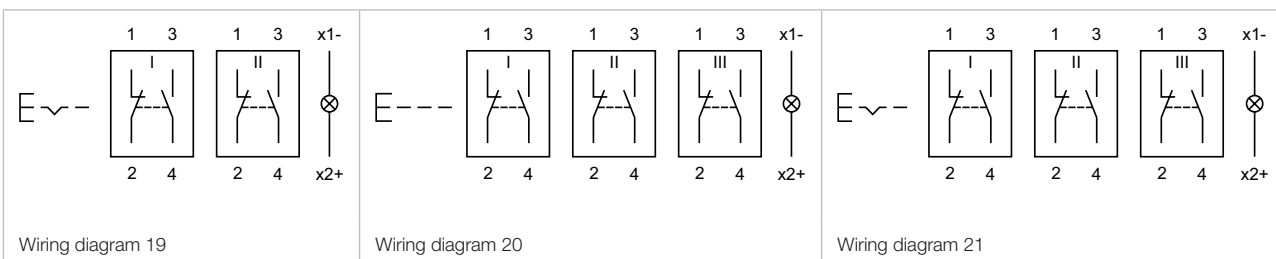 1 3 1 3 x1-
I II
2 4 2 4 x2+
Wiring diagram 19
1 3 1 3 1 3 x1-
I II III
2 4 2 4 2 4 x2+
Wiring diagram 20
1 3 1 3 1 3 x1-
I II III
2 4 2 4 2 4 x2+
Wiring diagram 21